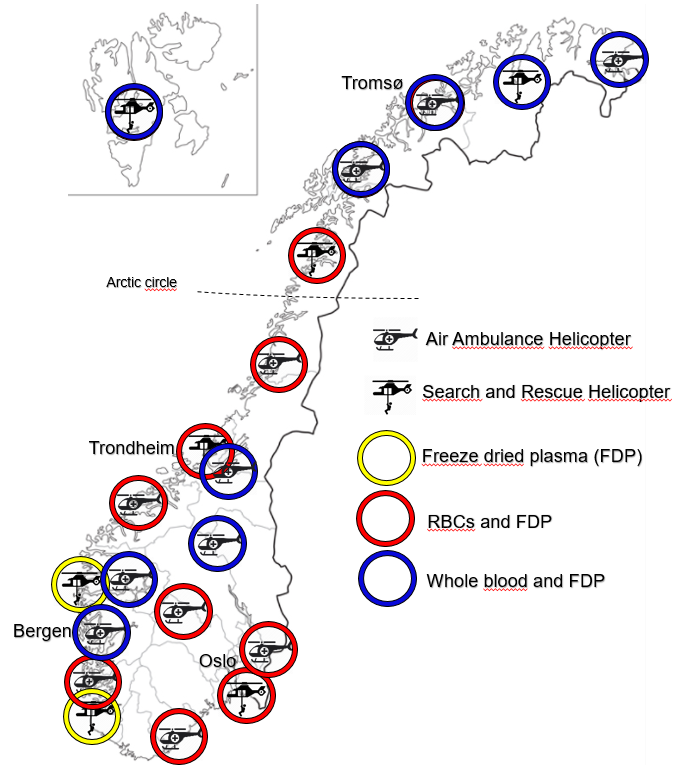 Tromsø
Arctic circle
Air Ambulance Helicopter
Search and Rescue Helicopter
Trondheim
Freeze dried plasma (FDP)
RBCs and FDP
Whole blood and FDP
Bergen
Oslo